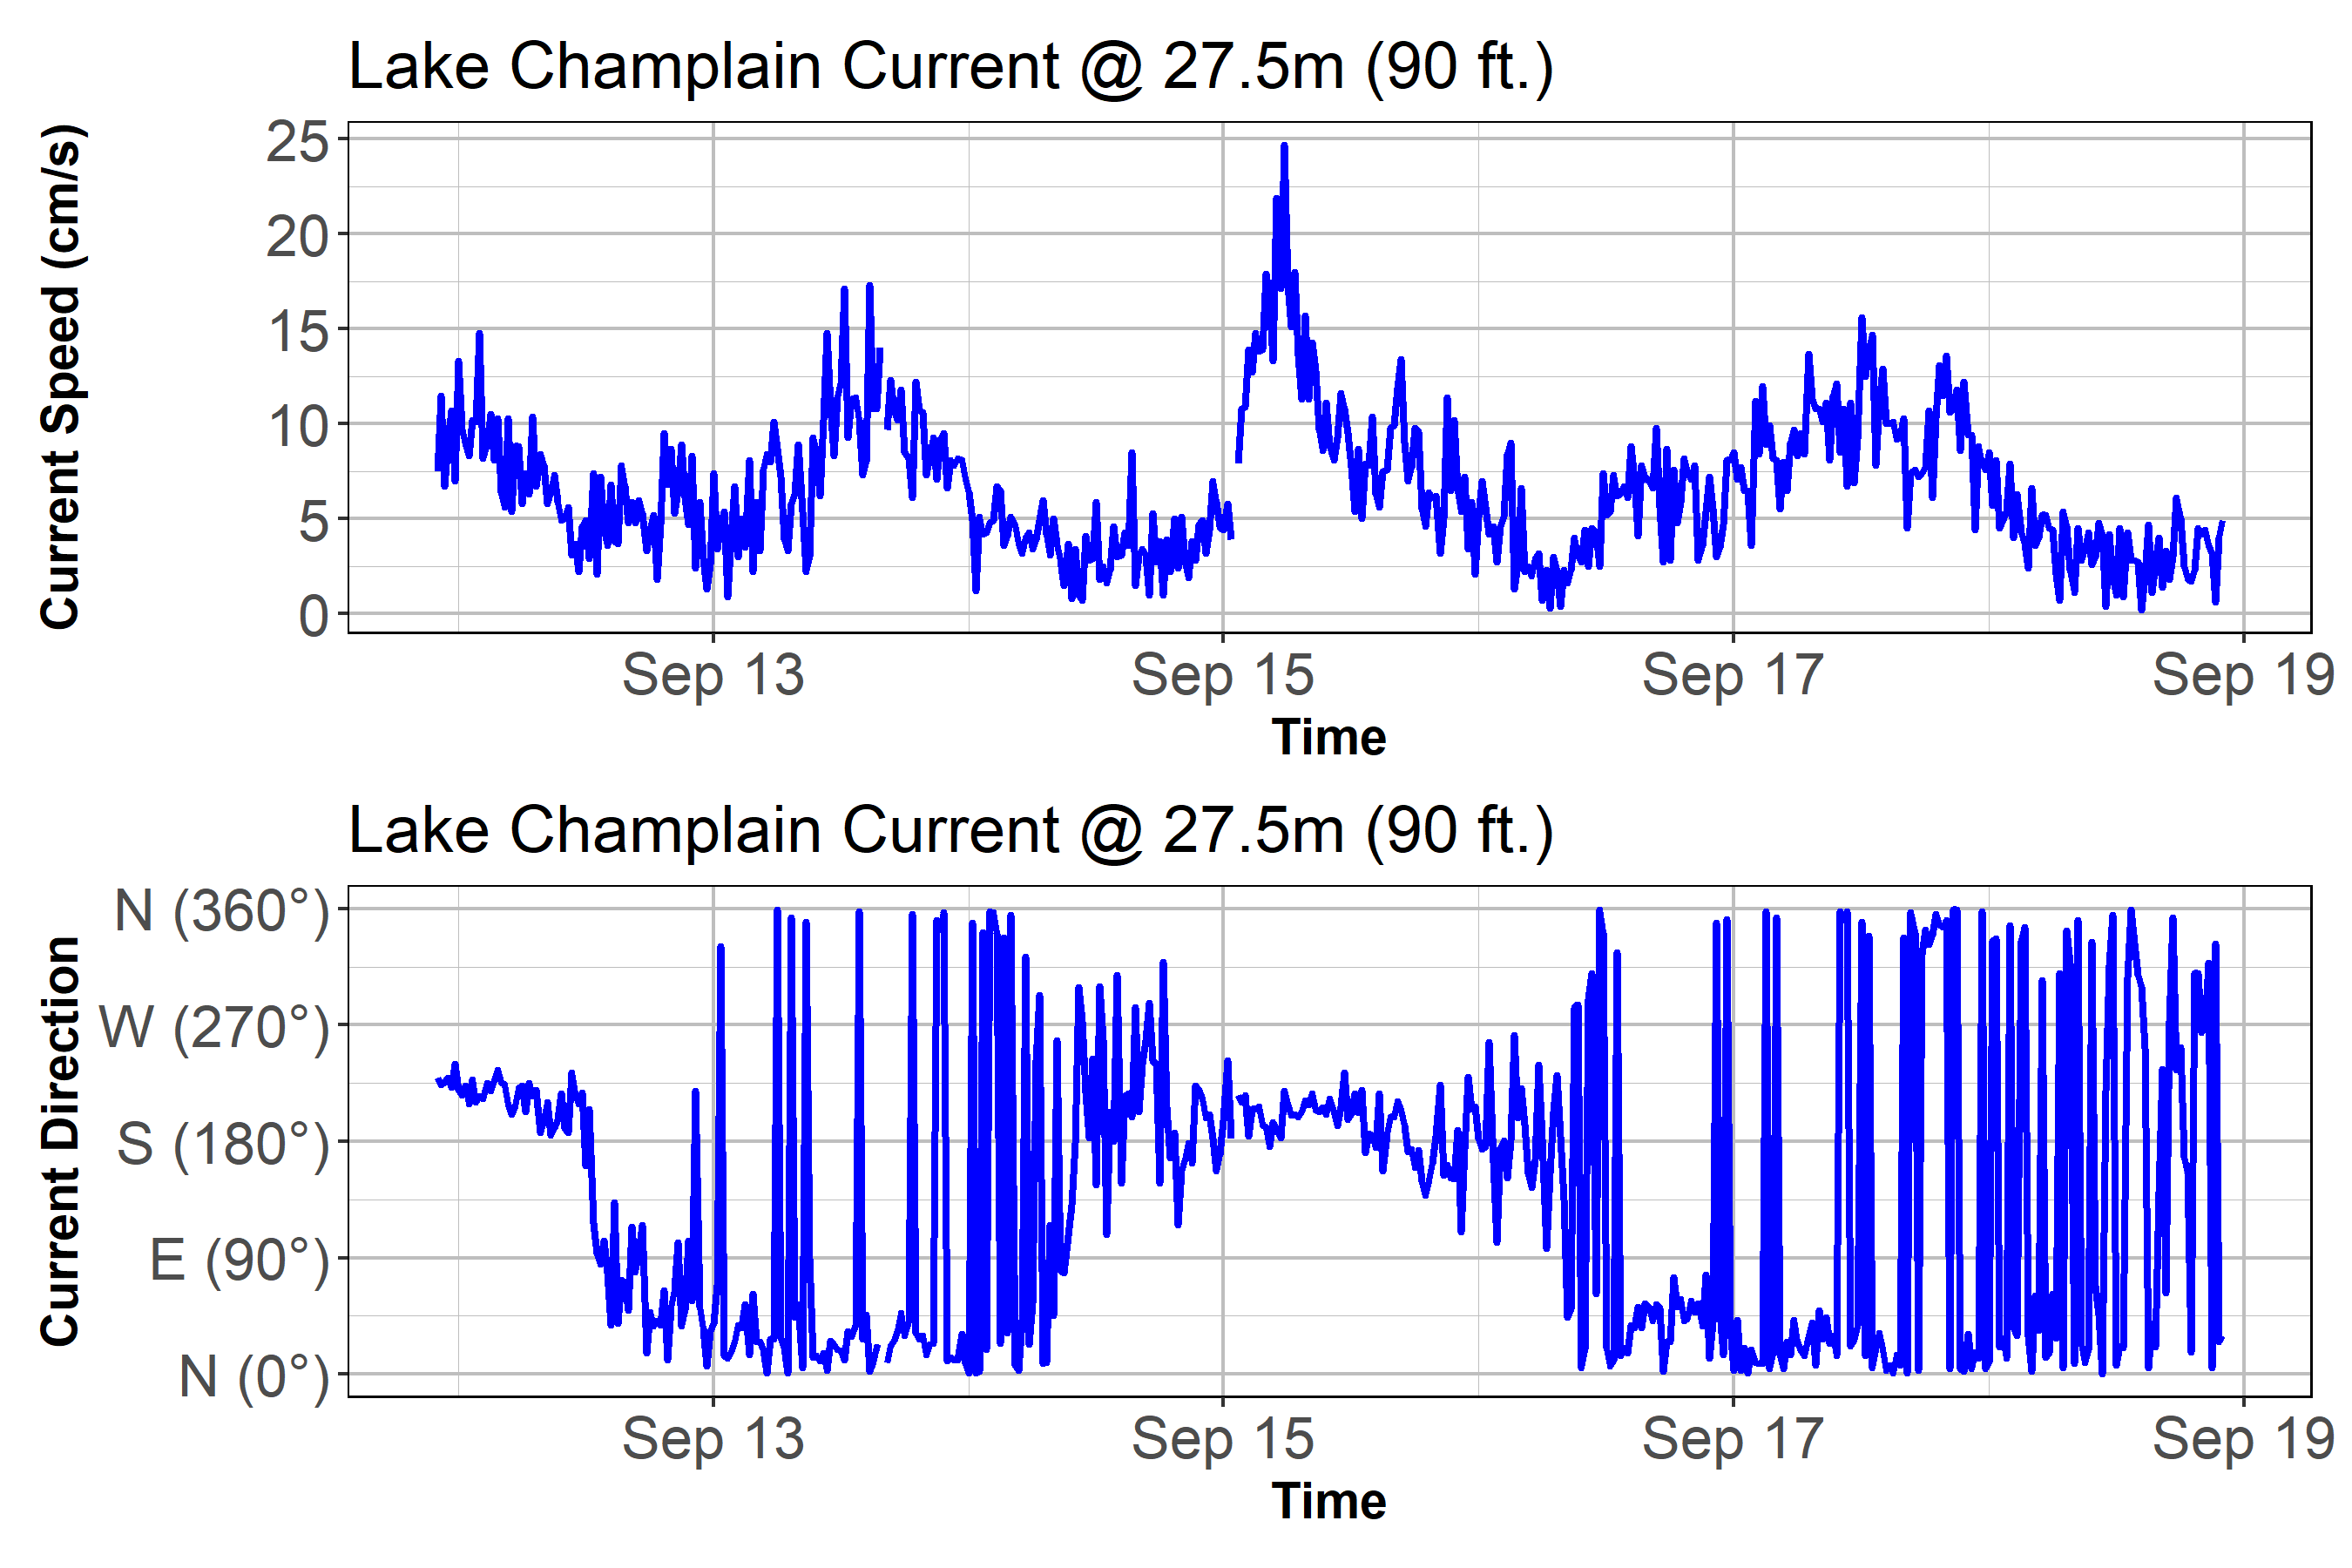 Lake Champlain Current @ 27.5m (90 ft.)
Current Speed (cm/s)
25
20
15
10
5
0
Sep 13
Sep 15
Sep 17
Sep 19
Time
Lake Champlain Current @ 27.5m (90 ft.)
Current Direction
N (360°)
W (270°)
S (180°)
E (90°)
N (0°)
Sep 13
Sep 15
Sep 17
Sep 19
Time